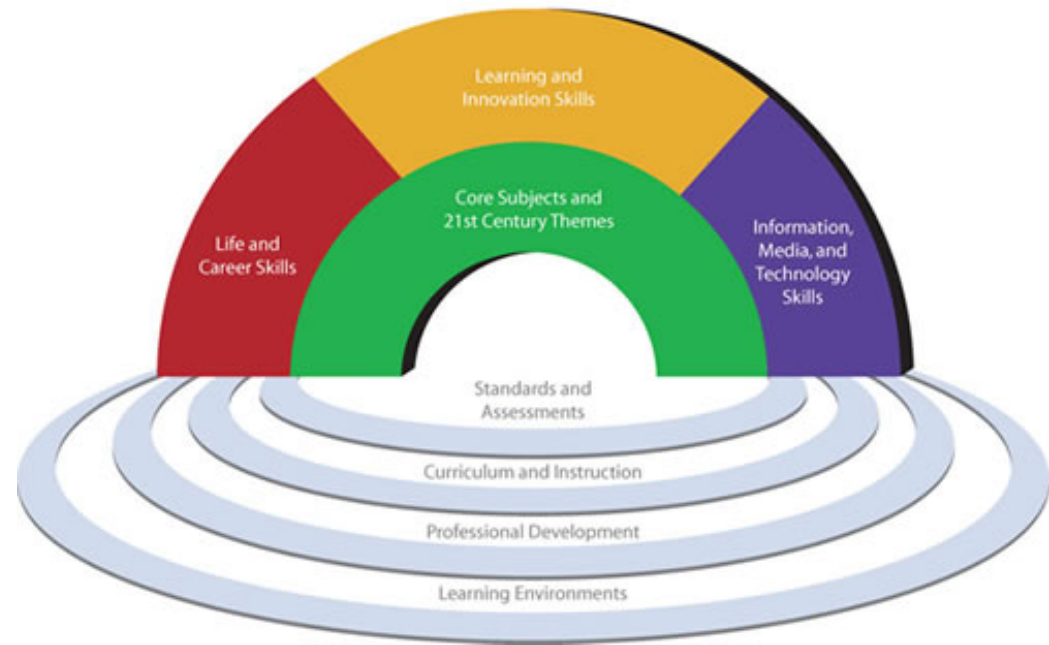 Learning and
Innovation Skills
Core Subjects and
21st Century Themes
Life and
Career Skills
Information,
Media, and
Technology
Skills
Standards and
Assessments
Curriculum and Instruction
Professional Development
Learning Environments